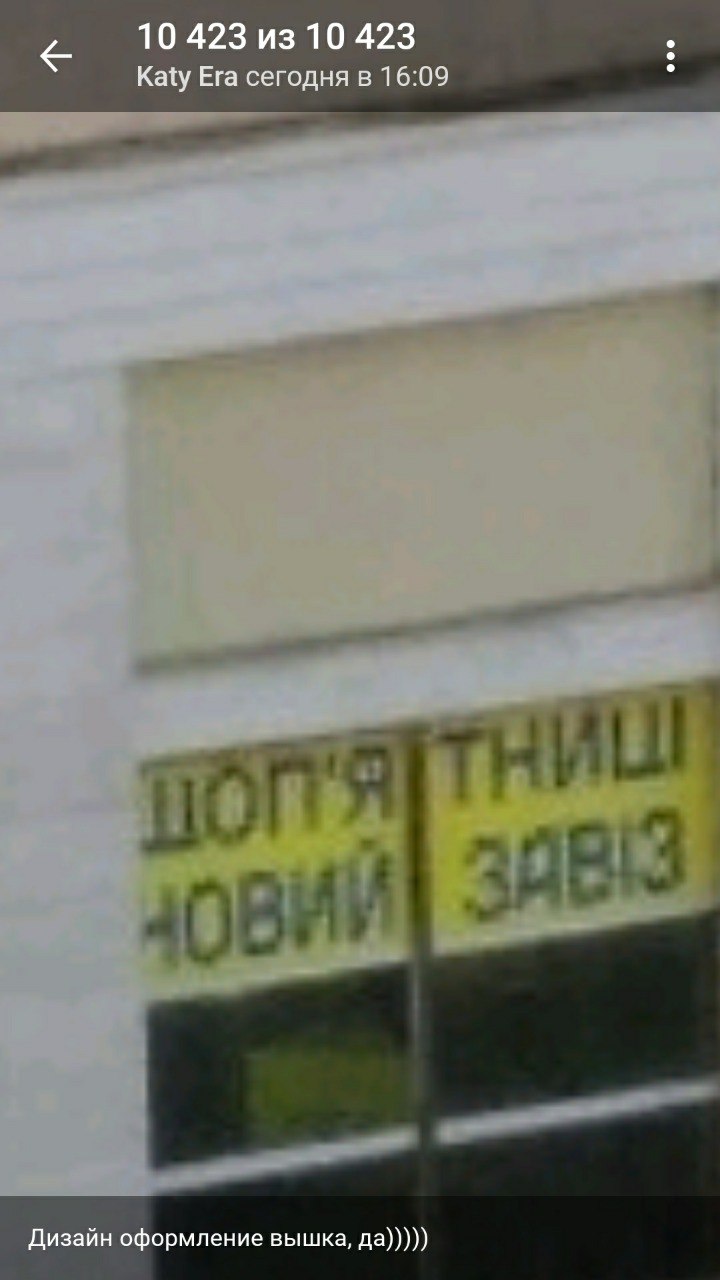 10 423 из 10 423
Katy Era сегодня в 16:09
ЩОП'Я ТНИЦІ
НОВИЙ ЗАВІЗ
Дизайн оформление вышка, да)))))